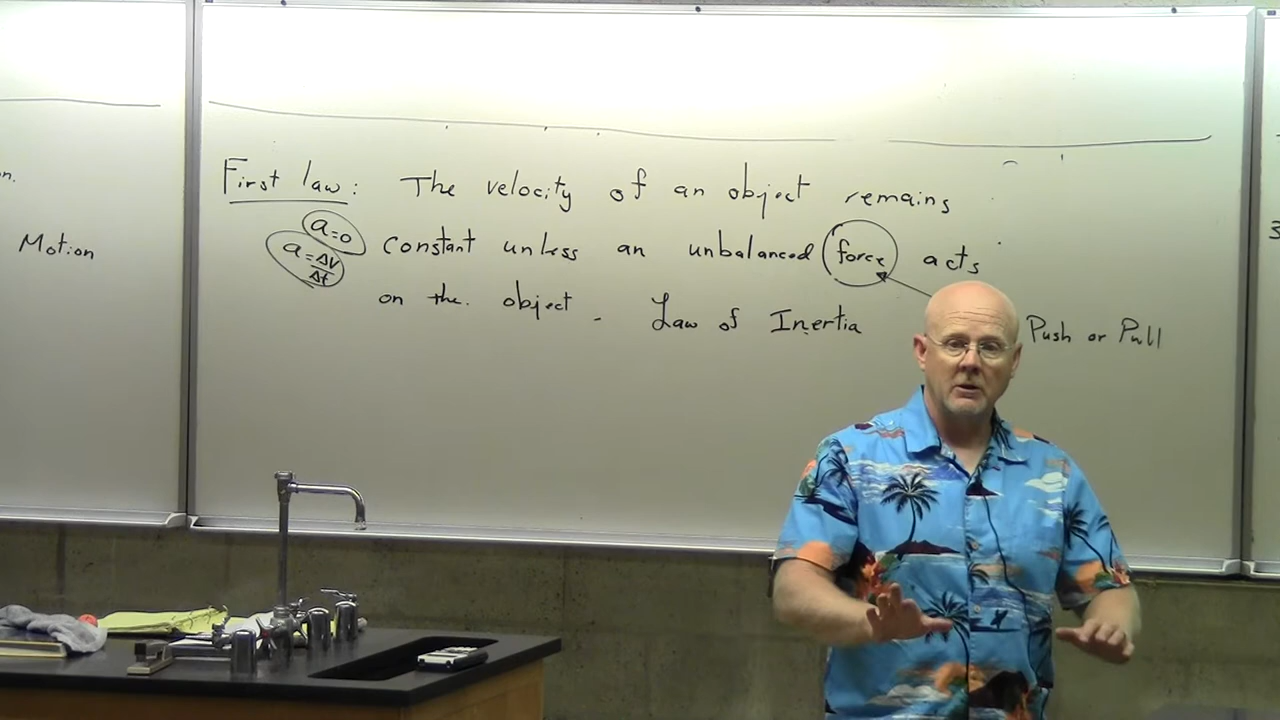 Motion
First law: The velocity of an object remains
a=0
constant unless an unbalanced force acts
a = ΔV/Δt
on the object. Law of Inertia
Push or Pull